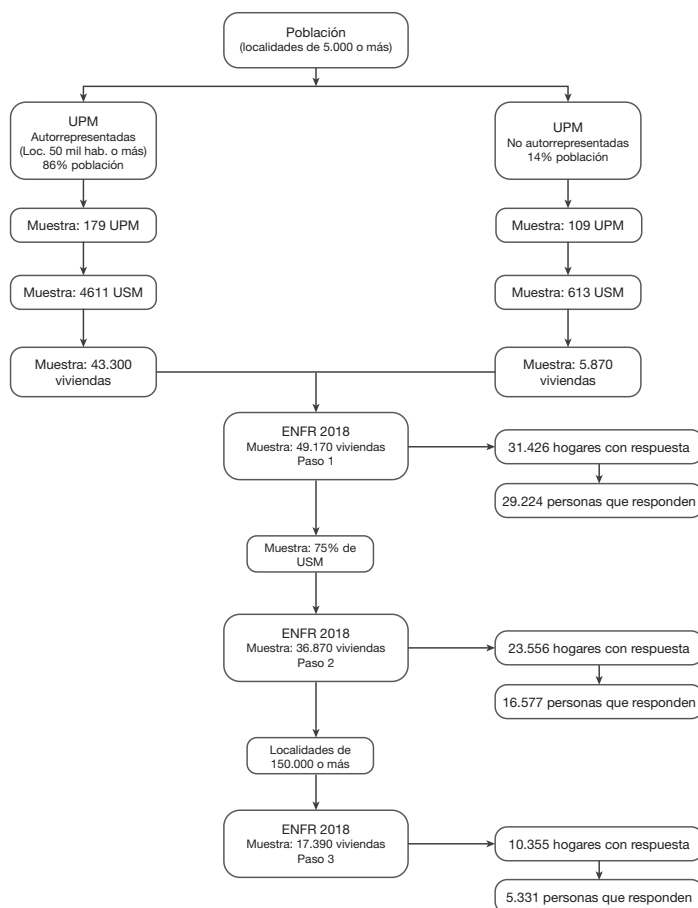 Población
(localidades de 5.000 o más)
UPM
Autorrepresentadas
(Loc. 50 mil hab. o más)
86% población
UPM
No autorrepresentadas
14% población
Muestra: 179 UPM
Muestra: 109 UPM
Muestra: 4611 USM
Muestra: 613 USM
Muestra: 43.300
viviendas
Muestra: 5.870
viviendas
ENFR 2018
Muestra: 49.170 viviendas
Paso 1
31.426 hogares con respuesta
29.224 personas que responden
Muestra: 75% de
USM
ENFR 2018
Muestra: 36.870 viviendas
Paso 2
23.556 hogares con respuesta
16.577 personas que responden
Localidades de
150.000 o más
ENFR 2018
Muestra: 17.390 viviendas
Paso 3
10.355 hogares con respuesta
5.331 personas que responden